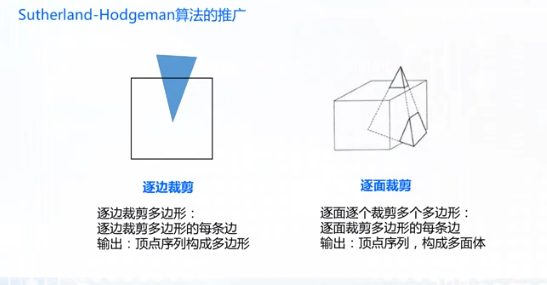 Sutherland-Hodgeman算法的推广
逐边裁剪
逐边裁剪多边形：
逐边裁剪多边形的每条边
输出：顶点序列构成多边形
逐面裁剪
逐面逐个裁剪多个多边形：
逐面裁剪多边形的每条边
输出：顶点序列，构成多面体